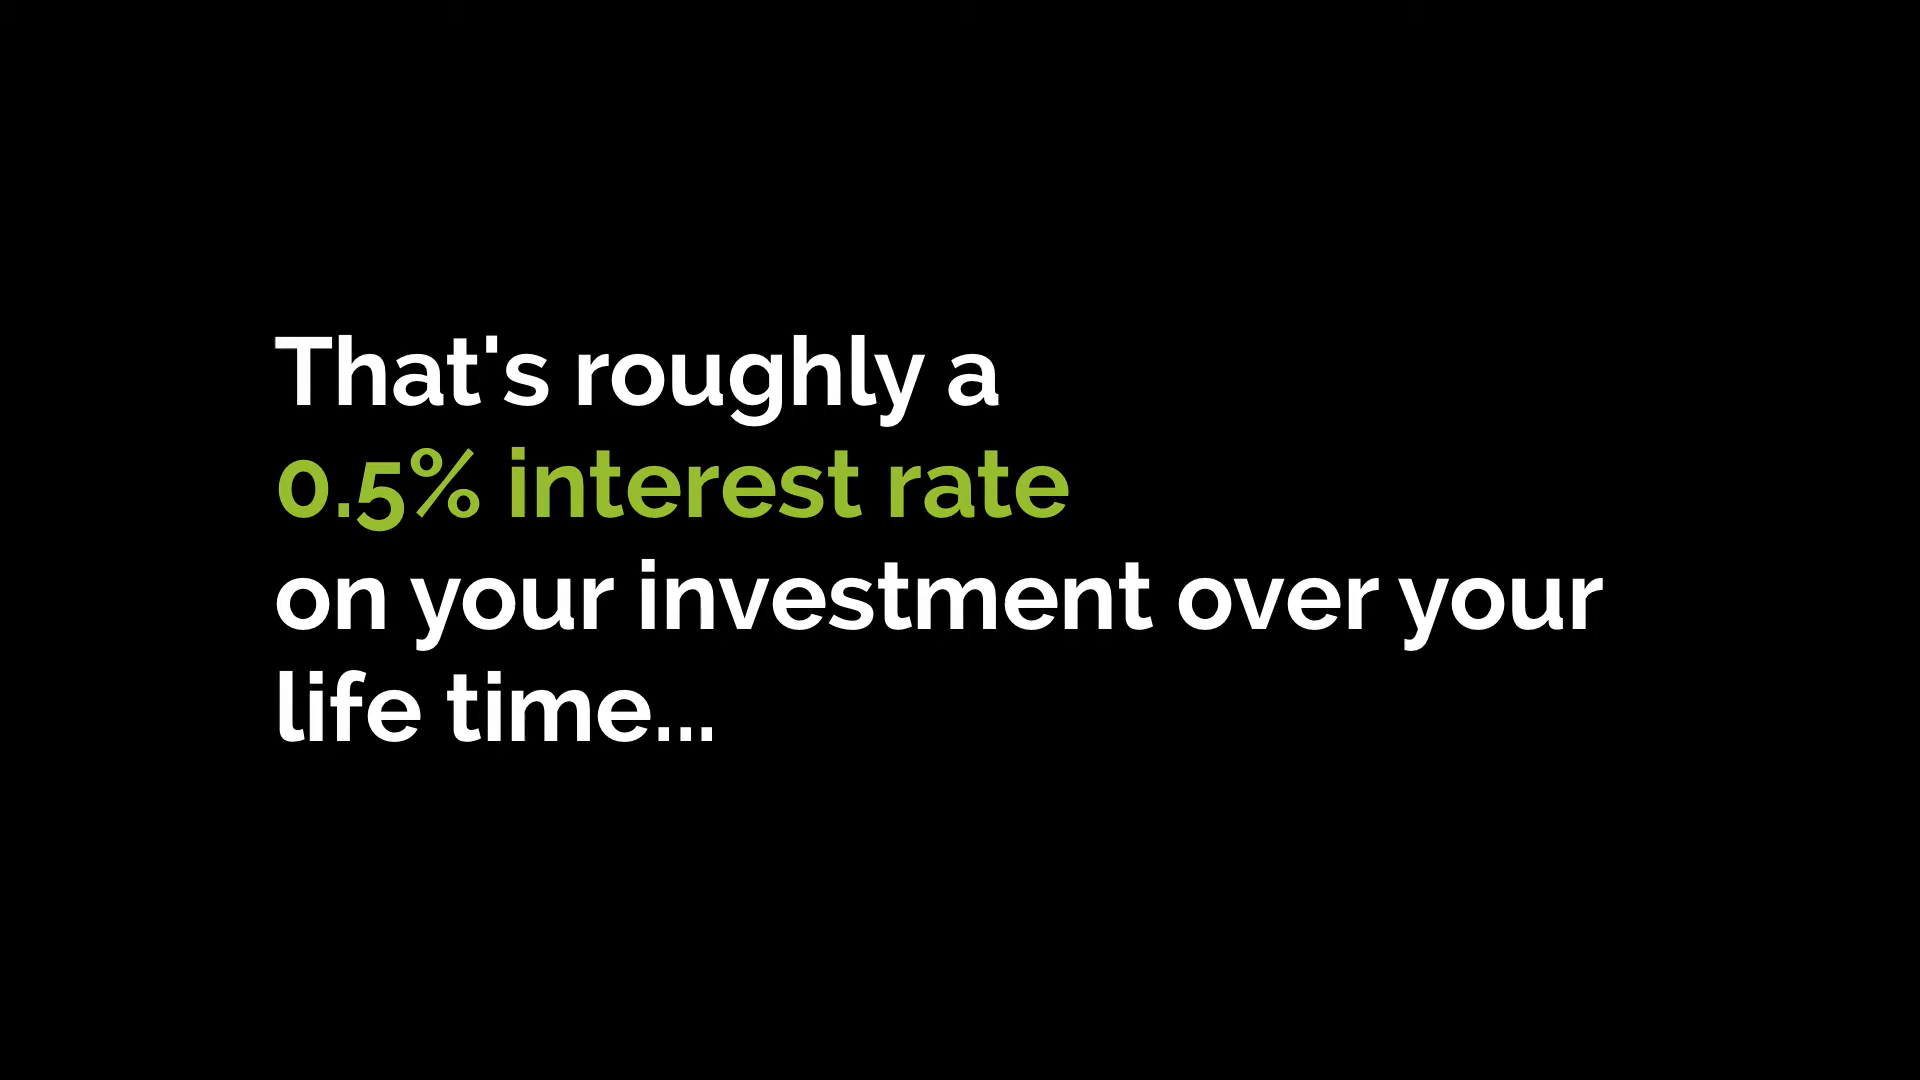 That's roughly a
0.5% interest rate
on your investment over your
life time...